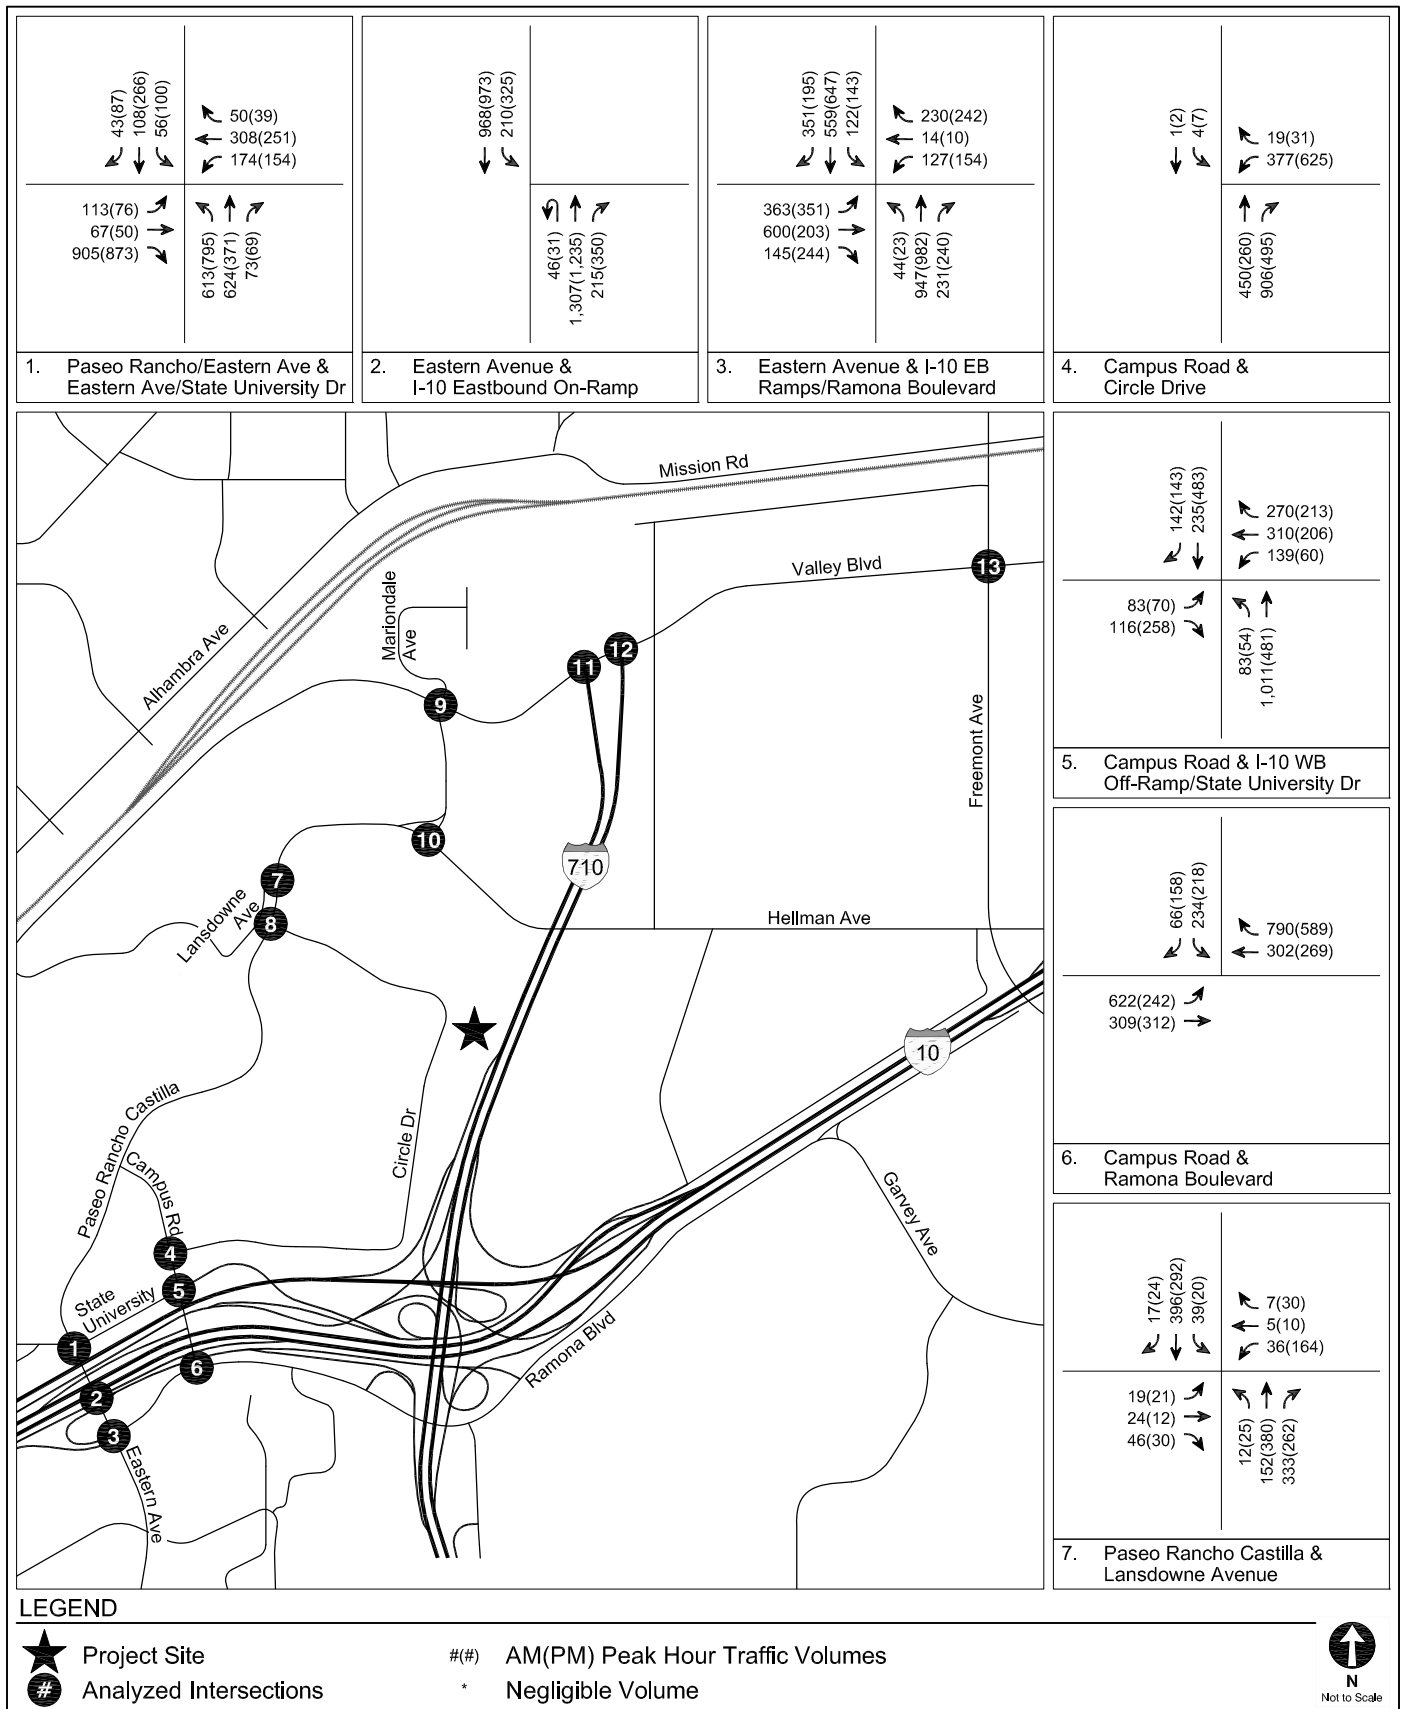 43(87)
108(266)
56(100)
50(39)
308(251)
174(154)
113(76)
67(50)
905(873)
613(795)
624(371)
73(69)
1. Paseo Rancho/Eastern Ave &
Eastern Ave/State University Dr
968(973)
210(325)
46(31)
1,307(1,235)
215(350)
2. Eastern Avenue &
I-10 Eastbound On-Ramp
351(195)
559(647)
122(143)
230(242)
14(10)
127(154)
363(351)
600(203)
145(244)
44(23)
947(982)
231(240)
3. Eastern Avenue & I-10 EB
Ramps/Ramona Boulevard
1(2)
4(7)
19(31)
377(625)
450(260)
906(495)
4. Campus Road &
Circle Drive
142(143)
235(483)
270(213)
310(206)
139(60)
83(70)
116(258)
83(54)
1,011(481)
5. Campus Road & I-10 WB
Off-Ramp/State University Dr
66(158)
234(218)
790(589)
302(269)
622(242)
309(312)
6. Campus Road &
Ramona Boulevard
17(24)
396(292)
39(20)
7(30)
5(10)
36(164)
19(21)
24(12)
46(30)
12(25)
152(380)
333(262)
7. Paseo Rancho Castilla &
Lansdowne Avenue
Mission Rd
Valley Blvd
13
Mariondale
Ave
Alhambra Ave
12
11
9
Freemont Ave
10
710
7
Lansdowne
Ave
8
Hellman Ave
10
Paseo Rancho Castilla
Circle Dr
Campus Rd
Garvey Ave
4
5
State
University
1
Ramona Blvd
6
2
3
Eastern Ave
LEGEND
Project Site
#(#) AM(PM) Peak Hour Traffic Volumes
# Analyzed Intersections
* Negligible Volume
N
Not to Scale